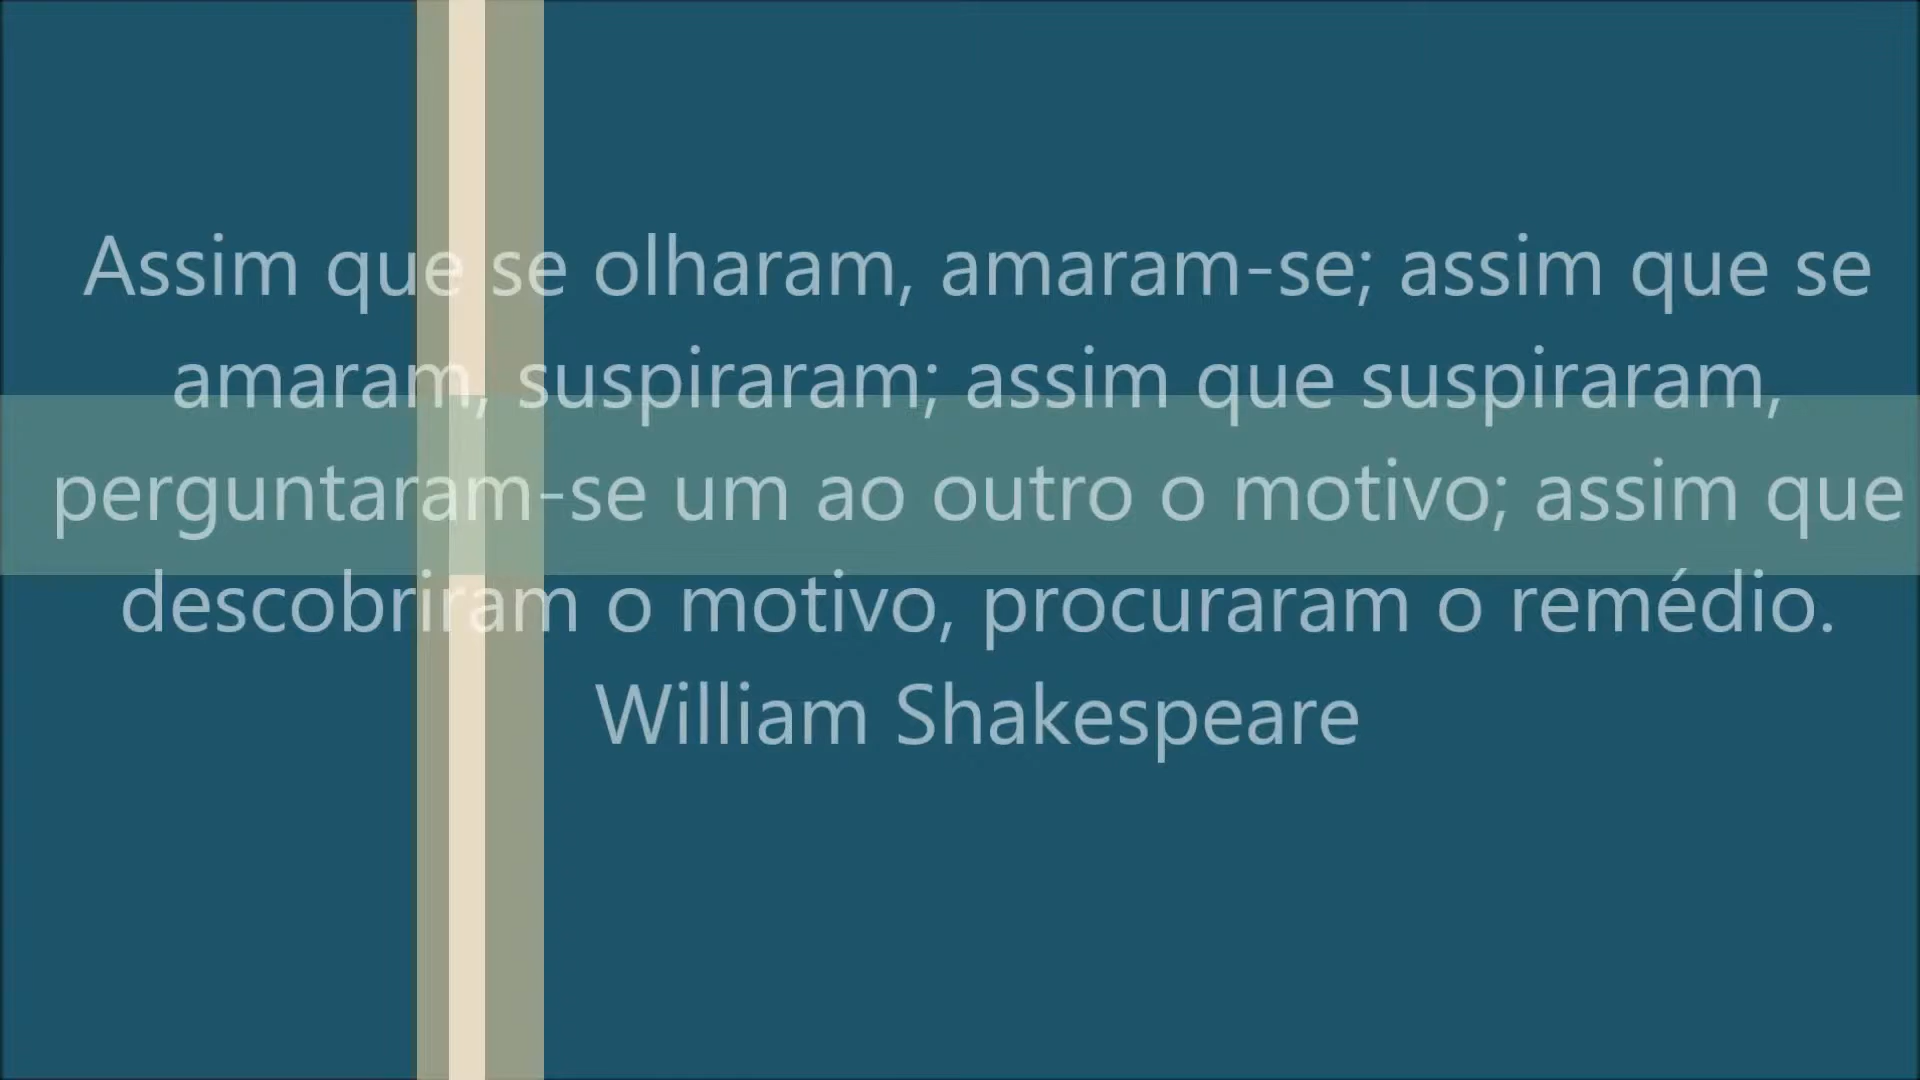 Assim que se olharam, amaram-se; assim que se
amaram, suspiraram; assim que suspiraram,
perguntaram-se um ao outro o motivo; assim que
descobriram o motivo, procuraram o remédio.
William Shakespeare